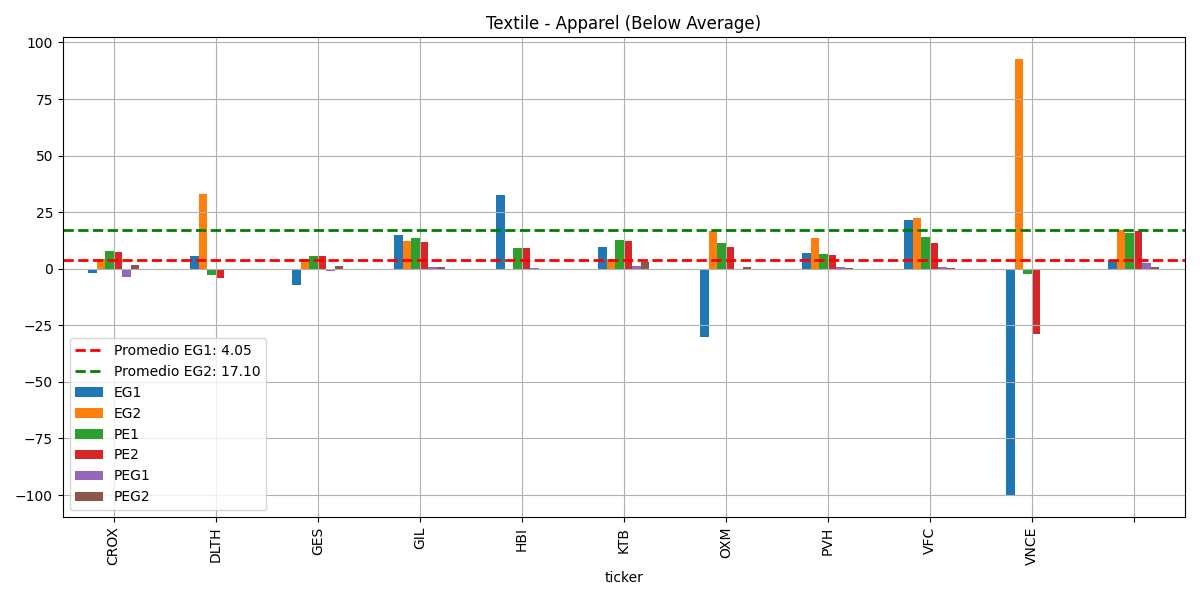 Textile - Apparel (Below Average)
100
75
50
25
0
−25
−50
−75
−100
Promedio EG1: 4.05
Promedio EG2: 17.10
EG1
EG2
PE1
PE2
PEG1
PEG2
CROX
DLTH
GES
GIL
HBI
KTB
OXM
PVH
VFC
VNCE
ticker